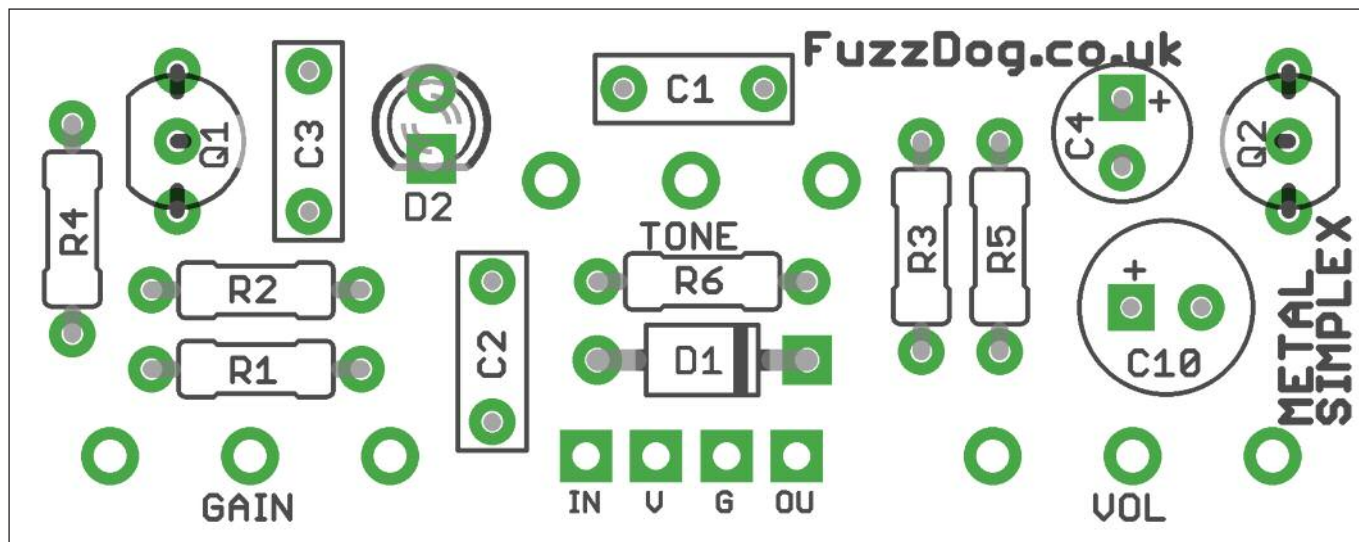 FuzzDog.co.uk
C1
+
C4
Q1
C3
Q2
D2
R4
TONE
R3
R5
R2
R6
+
C2
D1
C10
R1
METAL
SIMPLEX
GAIN
IN V G OU
VOL